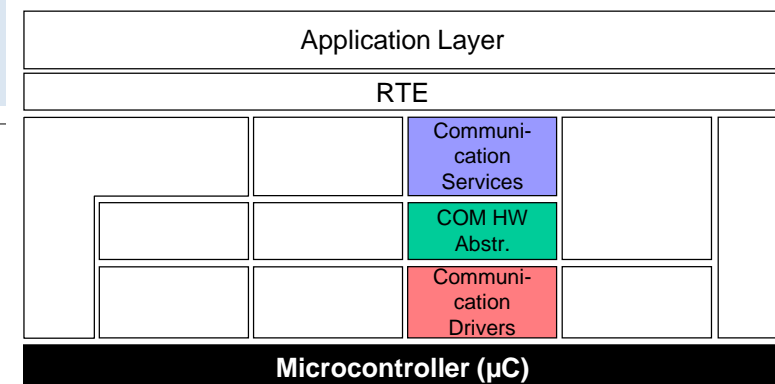 Application Layer
RTE
Communi-
cation
Services
COM HW
Abstr.
Communi-
cation
Drivers
Microcontroller (µC)